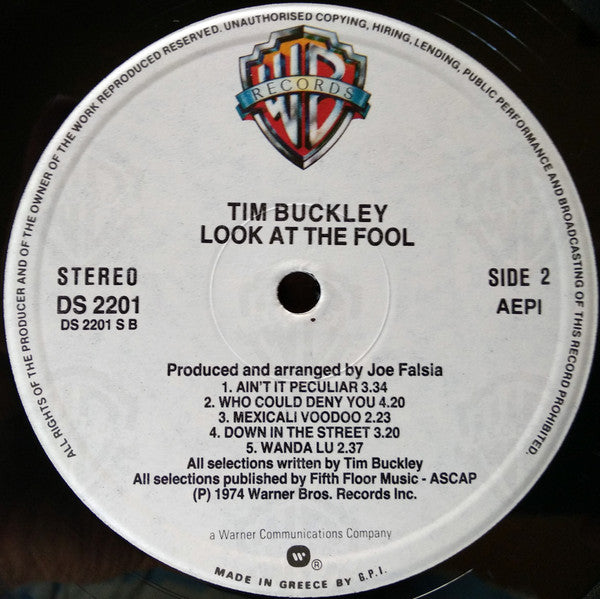 ALL RIGHTS OF THE PRODUCER AND OF THE OWNER OF THE WORK REPRODUCED RESERVED. UNAUTHORISED COPYING, HIRING, LENDING, PUBLIC PERFORMANCE AND BROADCASTING OF THIS RECORD PROHIBITED.
WB
RECORDS
TIM BUCKLEY
LOOK AT THE FOOL
STEREO
DS 2201
DS 2201 S B
SIDE 2
AEPI
Produced and arranged by Joe Falsia
1. AIN'T IT PECULIAR 3.34
2. WHO COULD DENY YOU 4.20
3. MEXICALI VOODOO 2.23
4. DOWN IN THE STREET 3.20
5. WANDA LU 2.37
All selections written by Tim Buckley
All selections published by Fifth Floor Music - ASCAP
(P) 1974 Warner Bros. Records Inc.
a Warner Communications Company
®
MADE IN GREECE BY G.P.I.